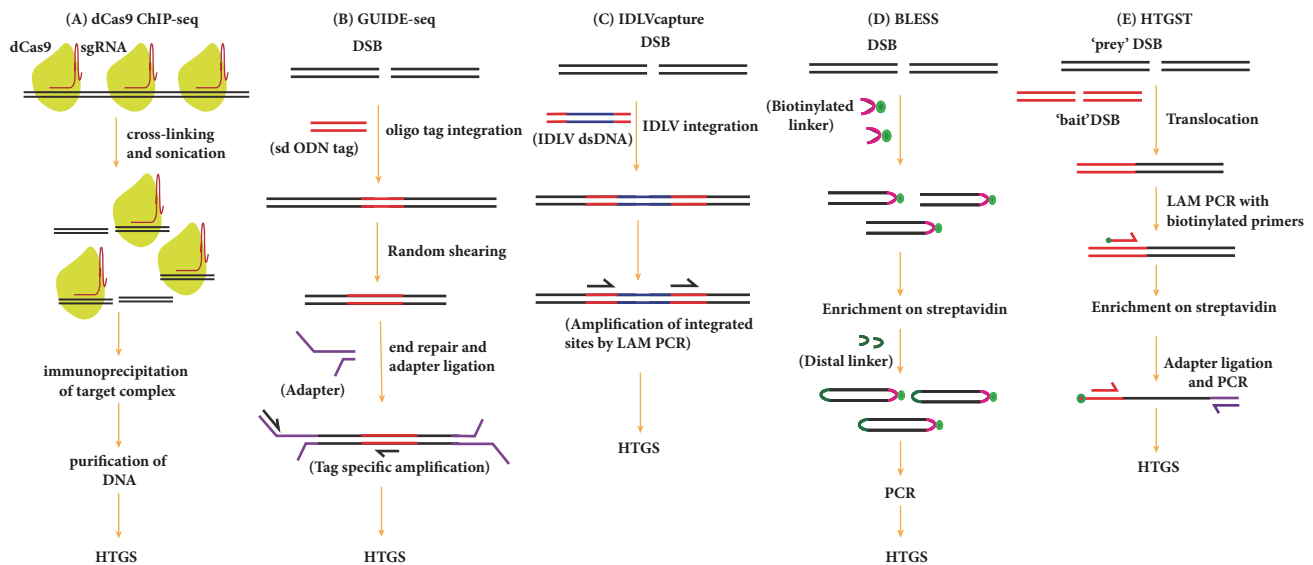 (A) dCas9 ChIP-seq
dCas9
sgRNA
cross-linking
and sonication
immunoprecipitation
of target complex
purification of
DNA
HTGS
(B) GUIDE-seq
DSB
oligo tag integration
(sd ODN tag)
Random shearing
end repair and
adapter ligation
(Adapter)
(Tag specific amplification)
HTGS
(C) IDLVcapture
DSB
IDLV integration
(IDLV dsDNA)
(Amplification of integrated
sites by LAM PCR)
HTGS
(D) BLESS
DSB
(Biotinylated
linker)
Enrichment on streptavidin
(Distal linker)
PCR
HTGS
(E) HTGST
‘prey’ DSB
‘bait’DSB
Translocation
LAM PCR with
biotinylated primers
Enrichment on streptavidin
Adapter ligation
and PCR
HTGS